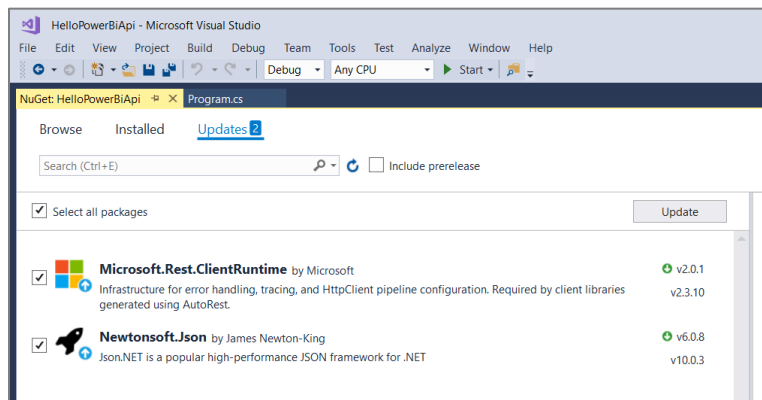 HelloPowerBiApi - Microsoft Visual Studio
File Edit View Project Build Debug Team Tools Test Analyze Window Help
Debug Any CPU Start
NuGet: HelloPowerBiApi Program.cs
Browse Installed Updates 2
Search (Ctrl+E) Include prerelease
Select all packages Update
Microsoft.Rest.ClientRuntime by Microsoft v2.0.1
Infrastructure for error handling, tracing, and HttpClient pipeline configuration. Required by client libraries v2.3.10
generated using AutoRest.
Newtonsoft.Json by James Newton-King v6.0.8
Json.NET is a popular high-performance JSON framework for .NET v10.0.3